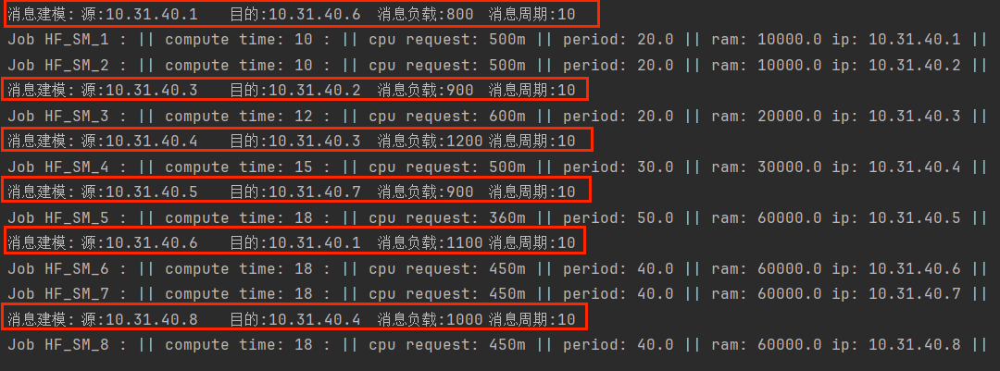 消息建模: 源:10.31.40.1 目的:10.31.40.6 消息负载:800 消息周期:10
Job HF_SM_1 : || compute time: 10 : || cpu request: 500m || period: 20.0 || ram: 10000.0 ip: 10.31.40.1 ||
Job HF_SM_2 : || compute time: 10 : || cpu request: 500m || period: 20.0 || ram: 10000.0 ip: 10.31.40.2 ||
消息建模: 源:10.31.40.3 目的:10.31.40.2 消息负载:900 消息周期:10
Job HF_SM_3 : || compute time: 12 : || cpu request: 600m || period: 20.0 || ram: 20000.0 ip: 10.31.40.3 ||
消息建模: 源:10.31.40.4 目的:10.31.40.3 消息负载:1200 消息周期:10
Job HF_SM_4 : || compute time: 15 : || cpu request: 500m || period: 30.0 || ram: 30000.0 ip: 10.31.40.4 ||
消息建模: 源:10.31.40.5 目的:10.31.40.7 消息负载:900 消息周期:10
Job HF_SM_5 : || compute time: 18 : || cpu request: 360m || period: 50.0 || ram: 60000.0 ip: 10.31.40.5 ||
消息建模: 源:10.31.40.6 目的:10.31.40.1 消息负载:1100 消息周期:10
Job HF_SM_6 : || compute time: 18 : || cpu request: 450m || period: 40.0 || ram: 60000.0 ip: 10.31.40.6 ||
Job HF_SM_7 : || compute time: 18 : || cpu request: 450m || period: 40.0 || ram: 60000.0 ip: 10.31.40.7 ||
消息建模: 源:10.31.40.8 目的:10.31.40.4 消息负载:1000 消息周期:10
Job HF_SM_8 : || compute time: 18 : || cpu request: 450m || period: 40.0 || ram: 60000.0 ip: 10.31.40.8 ||